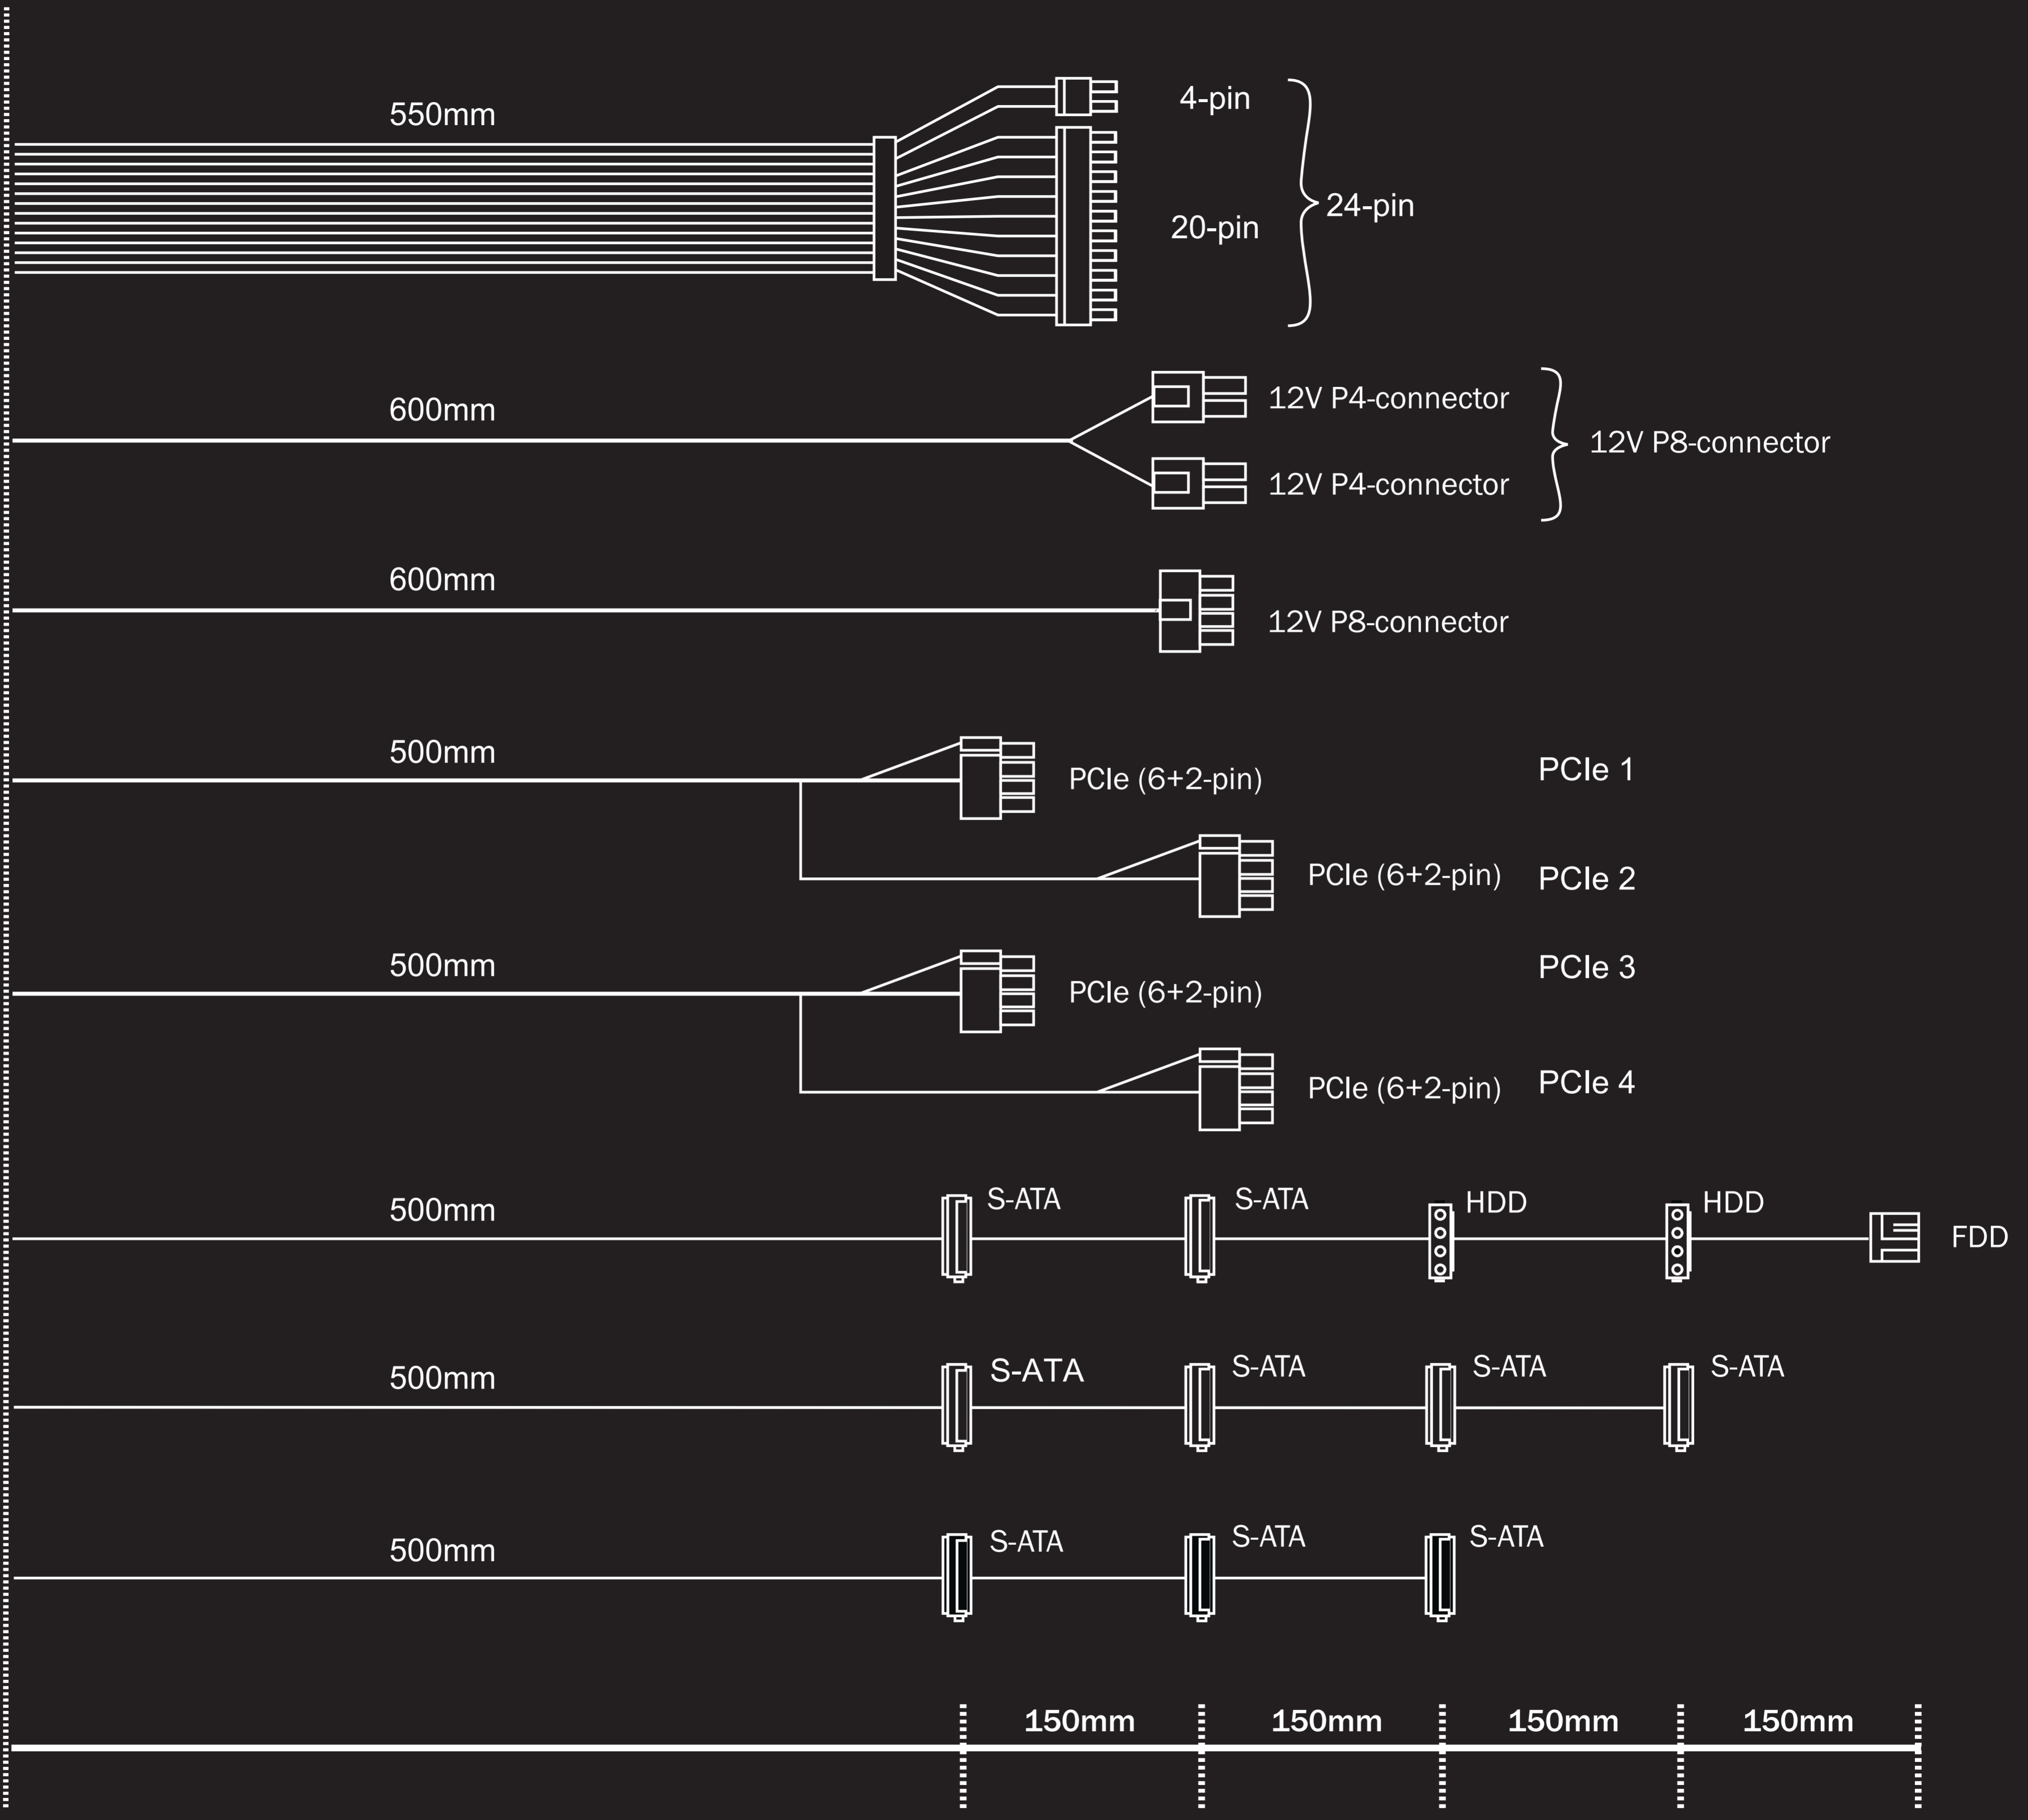 550mm
4-pin
20-pin
24-pin
600mm
12V P4-connector
12V P4-connector
12V P8-connector
600mm
12V P8-connector
500mm
PCIe (6+2-pin)
PCIe 1
PCIe (6+2-pin)
PCIe 2
500mm
PCIe (6+2-pin)
PCIe 3
PCIe (6+2-pin)
PCIe 4
500mm
S-ATA
S-ATA
HDD
HDD
FDD
500mm
S-ATA
S-ATA
S-ATA
S-ATA
500mm
S-ATA
S-ATA
S-ATA
150mm
150mm
150mm
150mm